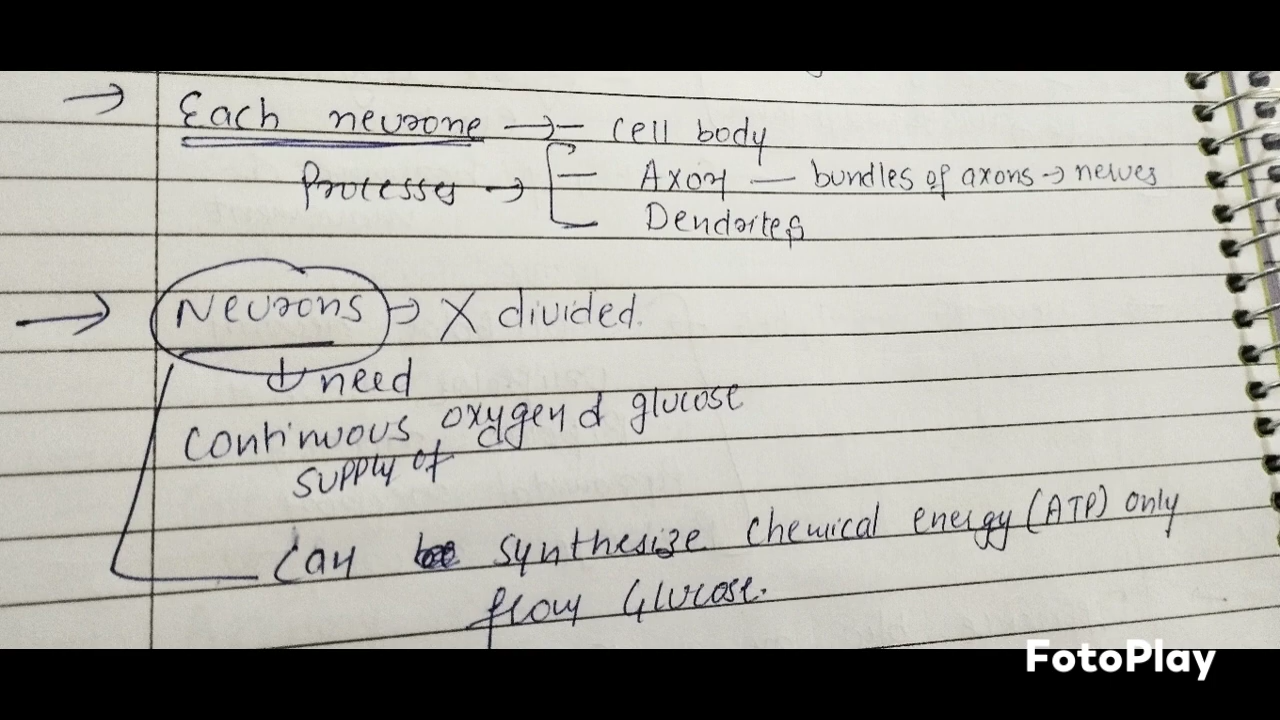 → Each neurone → – cell body
Processes → – Axon — bundles of axons → nerves
Dendrites
→ Neurons → X divided.
↓ need
continuous oxygen & glucose
supply of
Can synthesize chemical energy (ATP) only
from Glucose.
FotoPlay